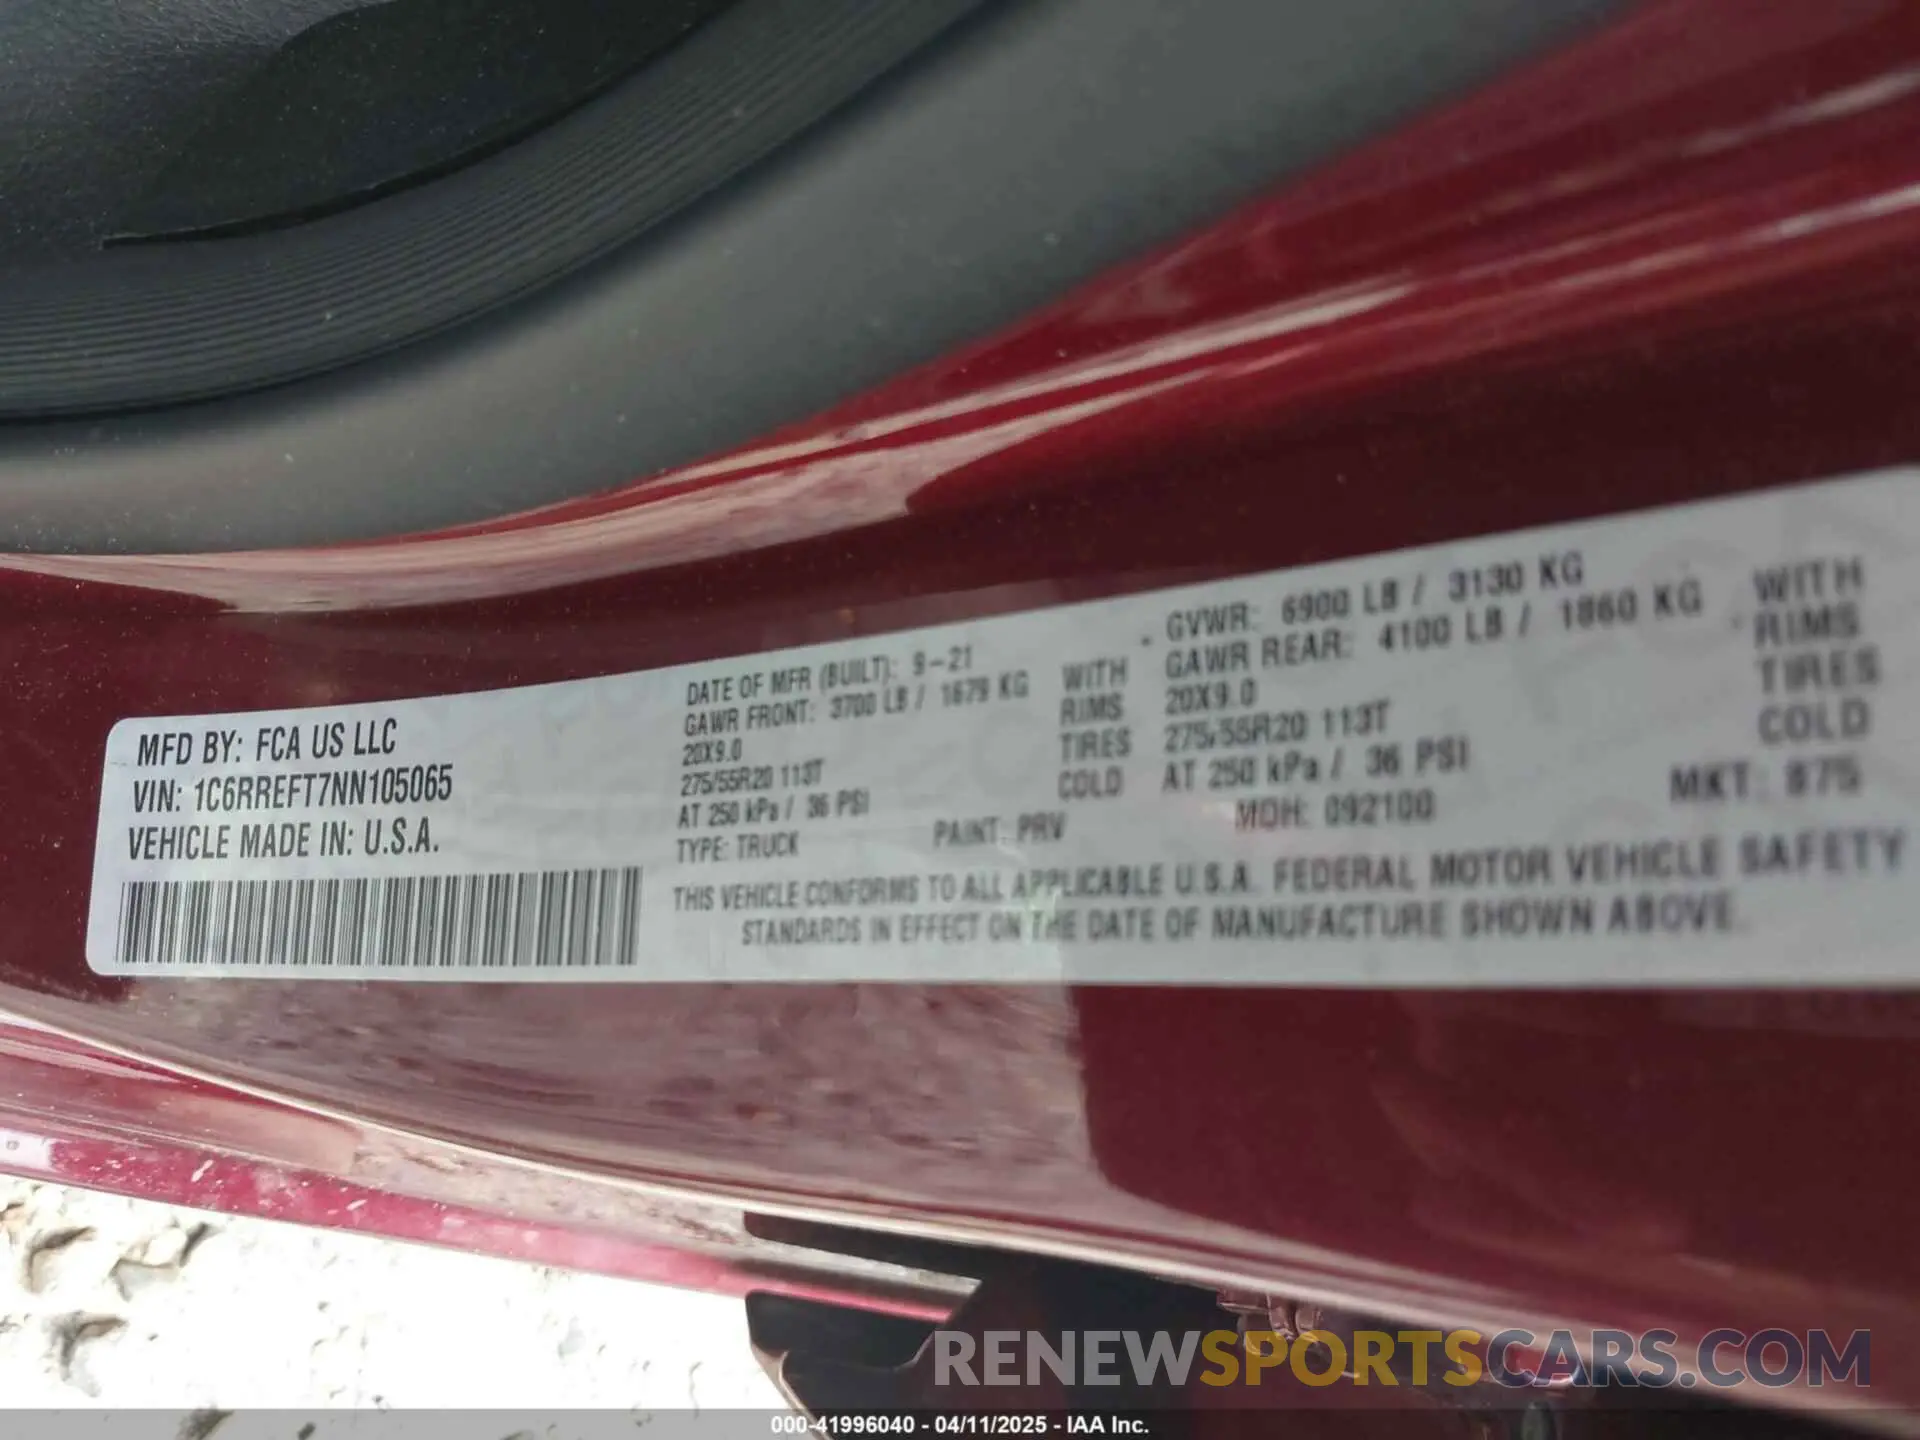 MFD BY: FCA US LLC
VIN: 1C6RREFT7NN105065
VEHICLE MADE IN: U.S.A.
DATE OF MFR (BUILT): 9-21
GAWR FRONT: 3700 LB / 1679 KG
20X9.0
275/55R20 113T
AT 250 kPa / 36 PSI
TYPE: TRUCK
WITH
RIMS
TIRES
COLD
PAINT: PRV
GVWR: 6900 LB / 3130 KG
GAWR REAR: 4100 LB / 1860 KG
20X9.0
275/55R20 113T
AT 250 kPa / 36 PSI
MDH: 092100
WITH
RIMS
TIRES
COLD
MKT: 875
THIS VEHICLE CONFORMS TO ALL APPLICABLE U.S.A. FEDERAL MOTOR VEHICLE SAFETY
STANDARDS IN EFFECT ON THE DATE OF MANUFACTURE SHOWN ABOVE.
RENEWSPORTSCARS.COM
000-41996040 - 04/11/2025 - IAA Inc.